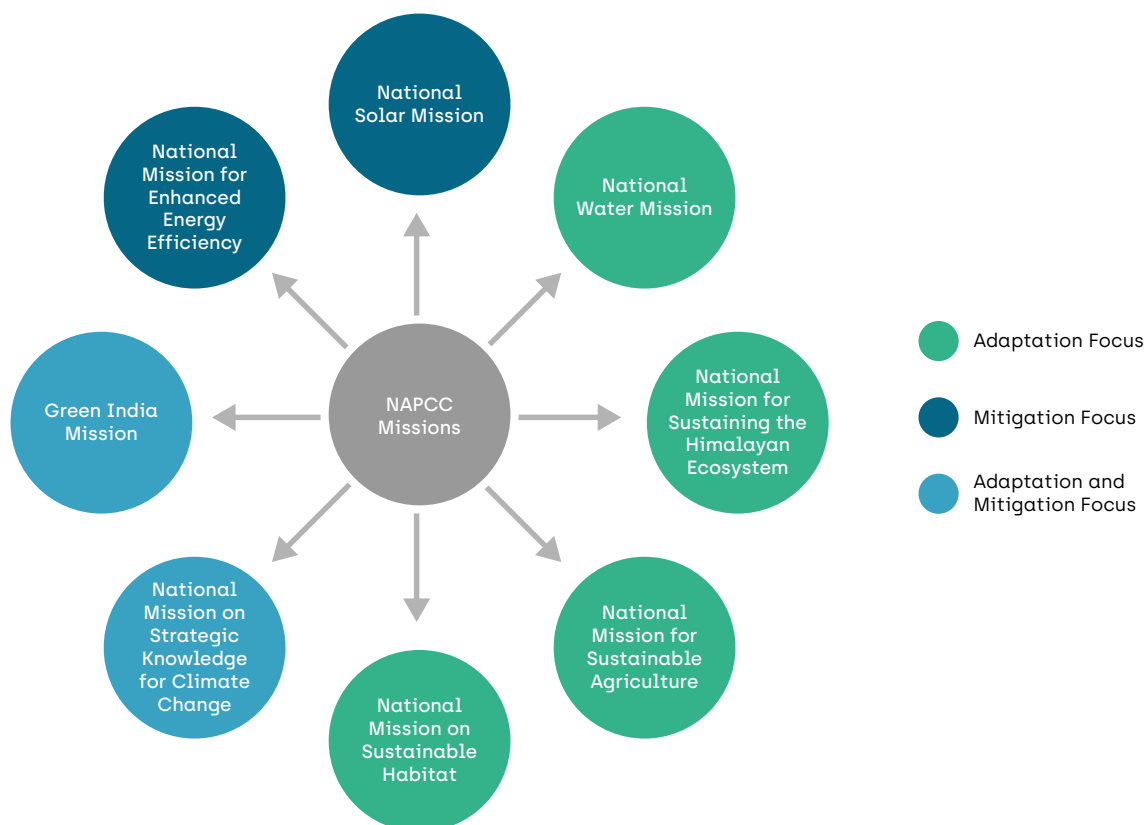 National
Solar Mission
National
Water Mission
National
Mission for
Sustaining the
Himalayan
Ecosystem
National
Mission for
Sustainable
Agriculture
National
Mission on
Sustainable
Habitat
National
Mission on
Strategic
Knowledge
for Climate
Change
Green India
Mission
National
Mission for
Enhanced
Energy
Efficiency
NAPCC
Missions
Adaptation Focus
Mitigation Focus
Adaptation and
Mitigation Focus